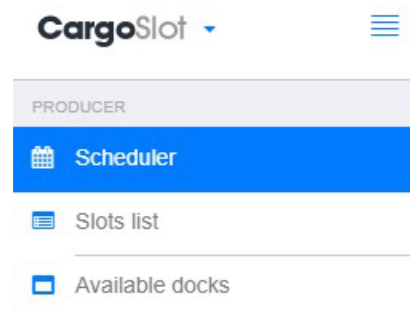 CargoSlot
PRODUCER
Scheduler
Slots list
Available docks